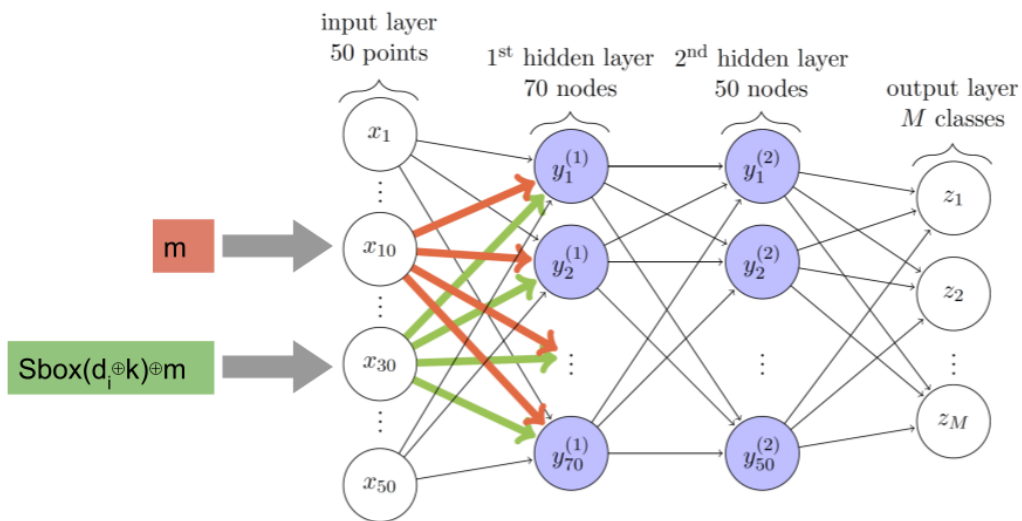 input layer
50 points
1st hidden layer
70 nodes
2nd hidden layer
50 nodes
output layer
M classes
m
Sbox(di⊕k)⊕m
x1
⋮
x10
⋮
x30
⋮
x50
y1(1)
y2(1)
⋮
y70(1)
y1(2)
y2(2)
⋮
y50(2)
z1
z2
⋮
zM